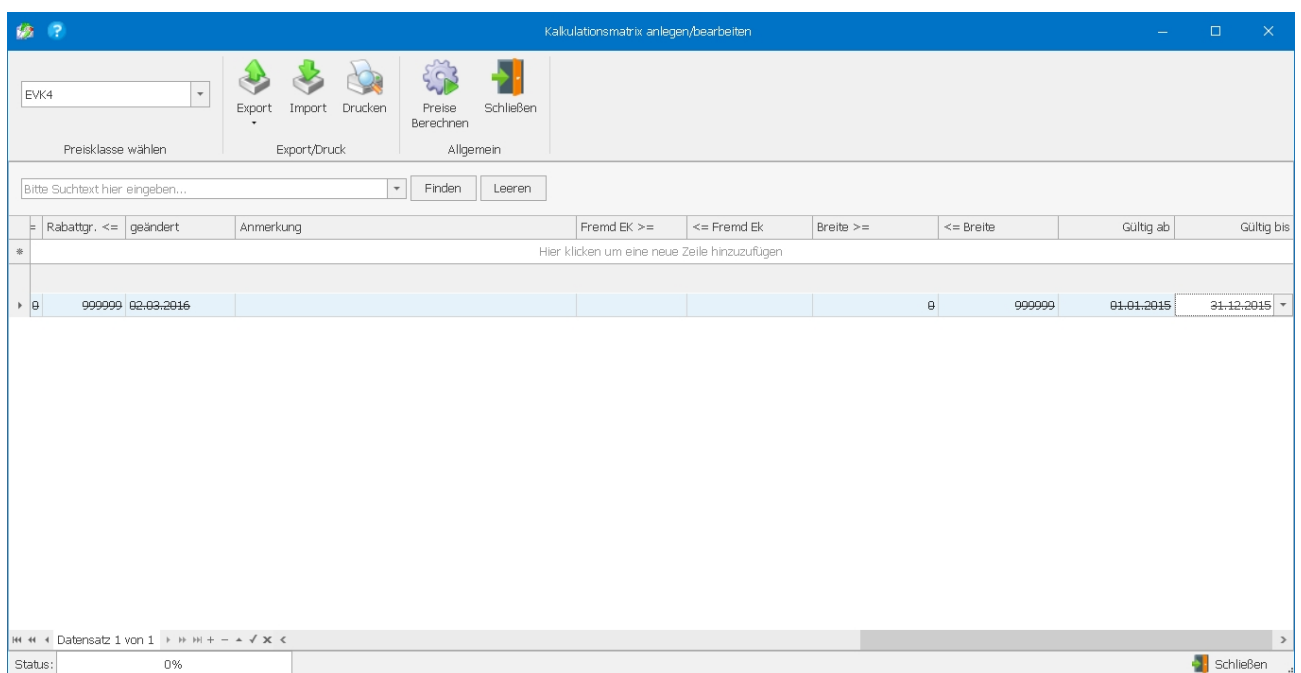 Kalkulationsmatrix anlegen/bearbeiten
EVK4
Export Import Drucken Preise Berechnen Schließen
Preisklasse wählen Export/Druck Allgemein
Bitte Suchtext hier eingeben... Finden Leeren
= Rabattgr. <= geändert Anmerkung Fremd EK >= <= Fremd Ek Breite >= <= Breite Gültig ab Gültig bis
Hier klicken um eine neue Zeile hinzuzufügen
0 999999 02.03.2016 0 999999 01.01.2015 31.12.2015
Datensatz 1 von 1
Status: 0% Schließen